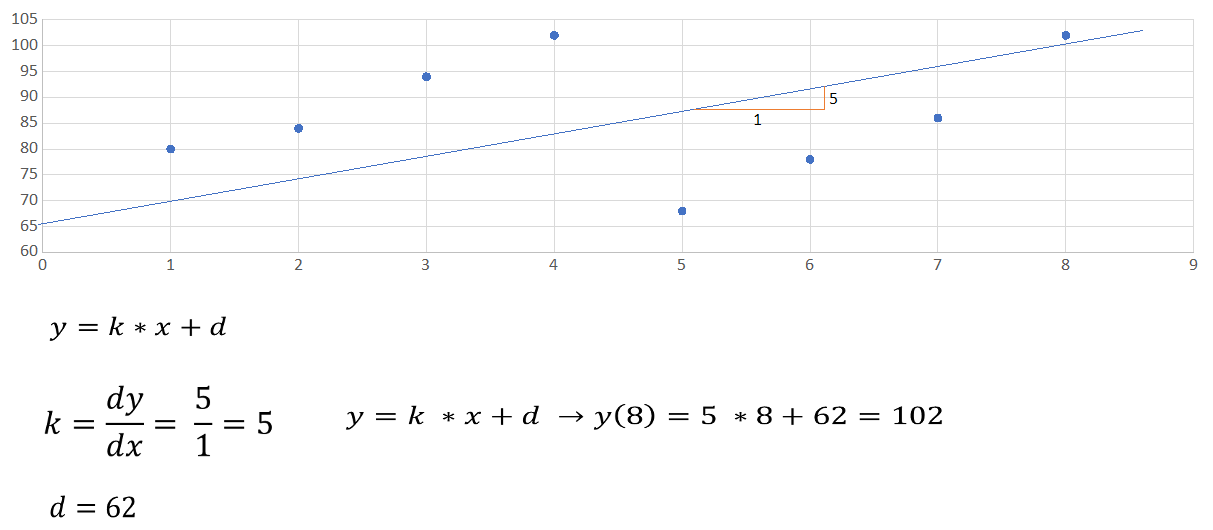 105
100
95
90
85
80
75
70
65
60
5
1
0 1 2 3 4 5 6 7 8 9
y = k * x + d
k = dy/dx = 5/1 = 5
y = k * x + d → y(8) = 5 * 8 + 62 = 102
d = 62